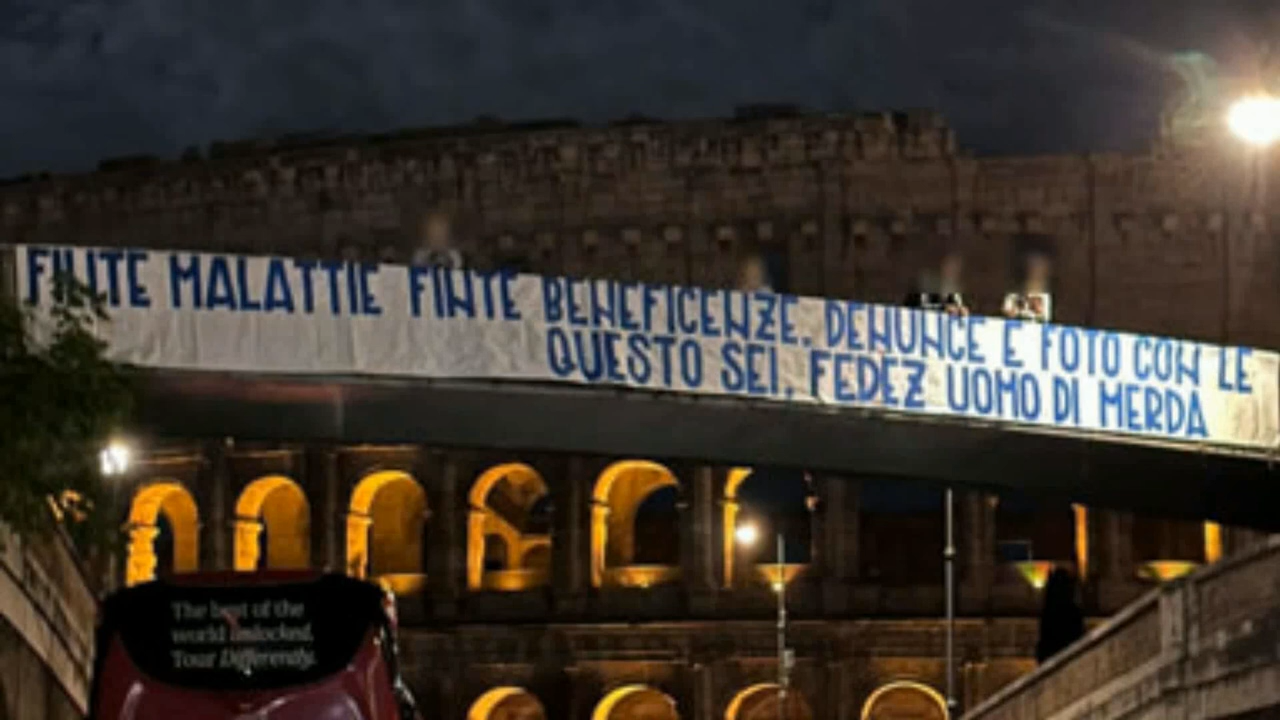 FINTE MALATTIE FINTE BENEFICENZE. DENUNCE E FOTO CON LE
QUESTO SEI. FEDEZ UOMO DI MERDA
The best of the
world unlocked.
Tour Differently.